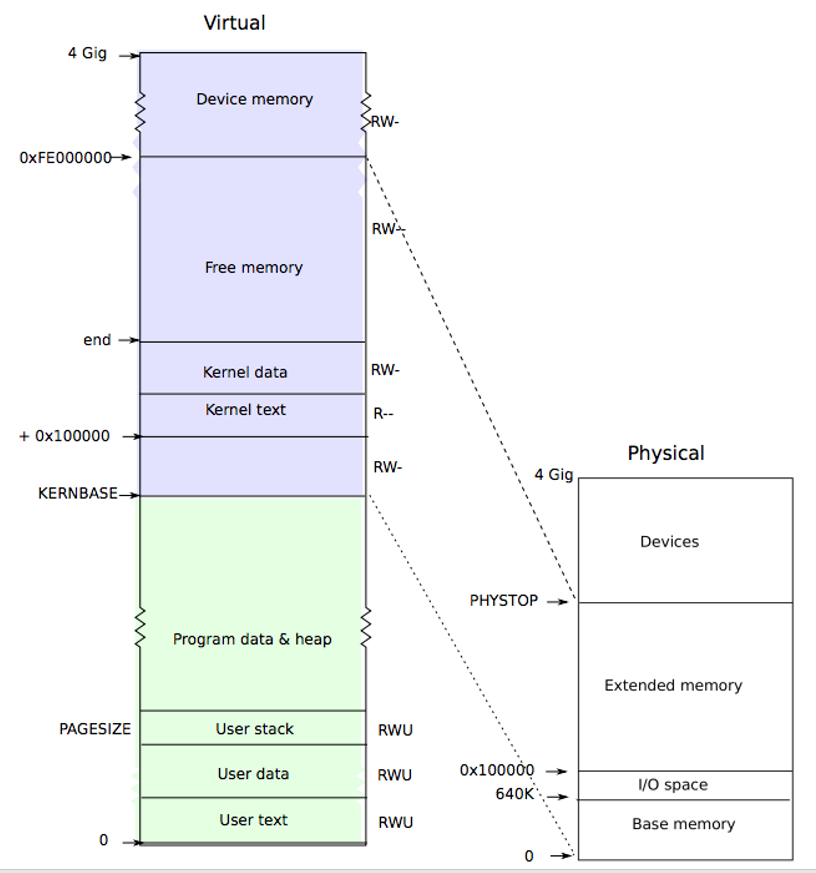 Virtual
4 Gig
Device memory
RW-
0xFE000000
RW--
Free memory
end
Kernel data
RW-
Kernel text
R--
+ 0x100000
RW-
KERNBASE
Program data & heap
PAGESIZE
User stack
RWU
User data
RWU
User text
RWU
0
Physical
4 Gig
Devices
PHYSTOP
Extended memory
0x100000
I/O space
640K
Base memory
0